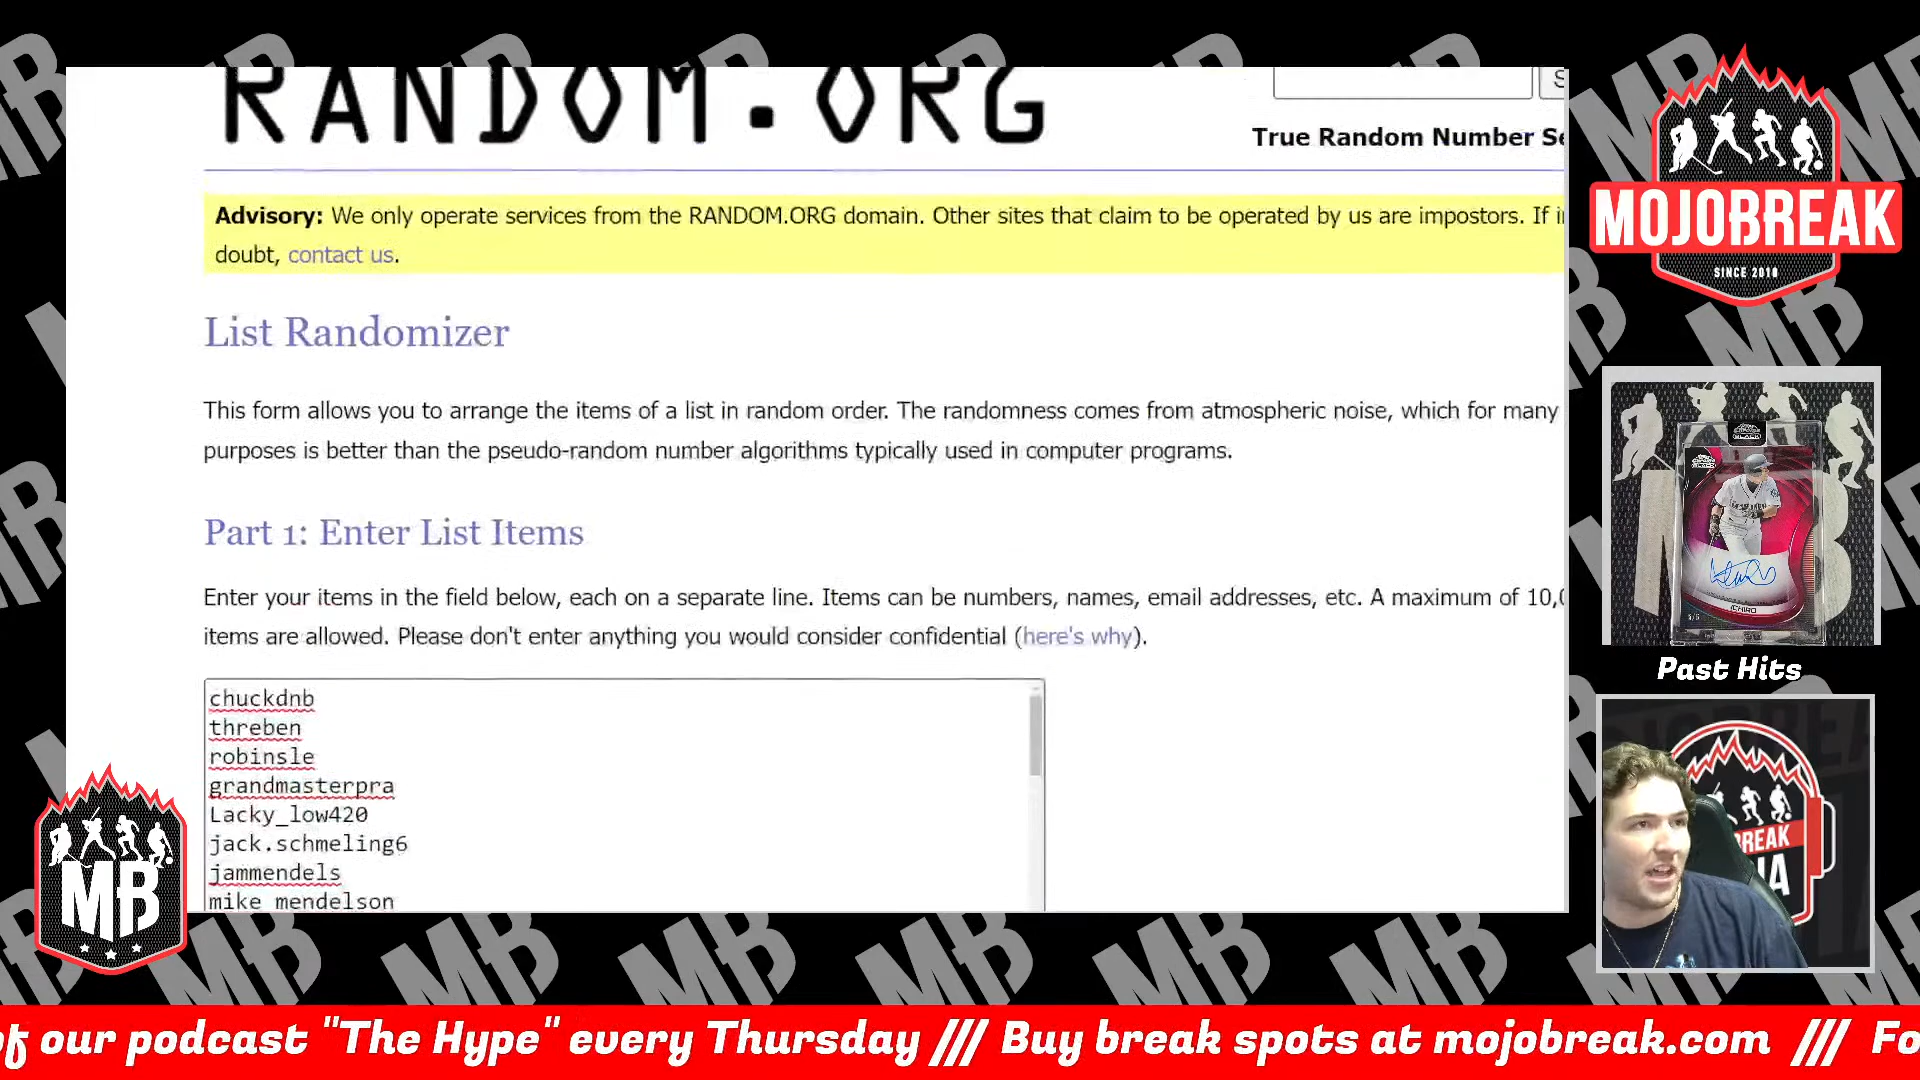 RANDOM.ORG
True Random Number Se
Advisory: We only operate services from the RANDOM.ORG domain. Other sites that claim to be operated by us are impostors. If i
doubt, contact us.
List Randomizer
This form allows you to arrange the items of a list in random order. The randomness comes from atmospheric noise, which for many
purposes is better than the pseudo-random number algorithms typically used in computer programs.
Part 1: Enter List Items
Enter your items in the field below, each on a separate line. Items can be numbers, names, email addresses, etc. A maximum of 10,0
items are allowed. Please don't enter anything you would consider confidential (here's why).
chuckdnb
threben
robinsle
grandmasterpra
Lacky_low420
jack.schmeling6
jammendels
mike mendelson
MOJOBREAK
SINCE 2010
ICHIRO
Past Hits
MB
of our podcast "The Hype" every Thursday /// Buy break spots at mojobreak.com /// Fo